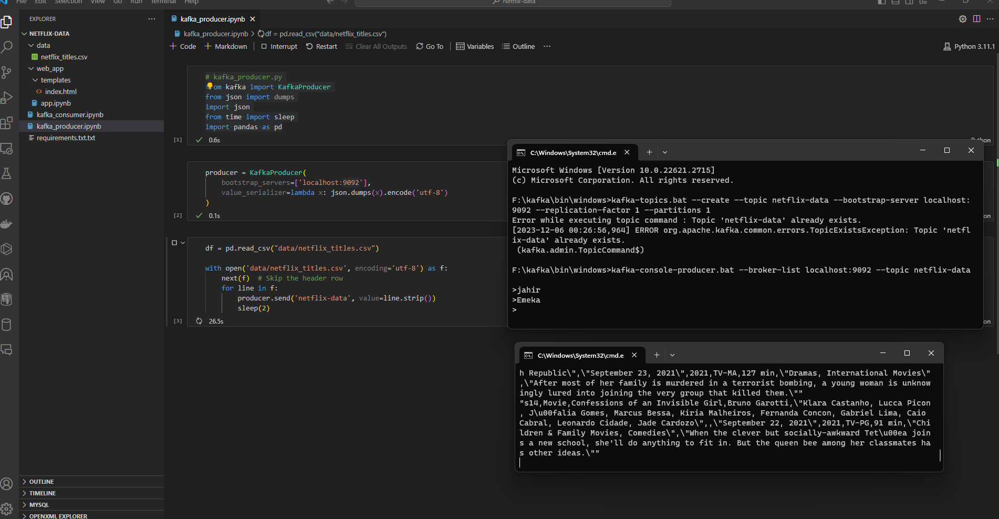 File Edit Selection View Go Run Terminal Help
Netflix-data
EXPLORER
NETFLIX-DATA
data
netflix_titles.csv
web_app
templates
index.html
app.ipynb
kafka_consumer.ipynb
kafka_producer.ipynb
requirements.txt.txt
OUTLINE
TIMELINE
MYSQL
OPENXML EXPLORER
kafka_producer.ipynb
kafka_producer.ipynb > df = pd.read_csv("data/netflix_titles.csv")
+ Code + Markdown Interrupt Restart Clear All Outputs Go To Variables Outline ...
Python 3.11.1
# kafka_producer.py
from kafka import KafkaProducer
from json import dumps
import json
from time import sleep
import pandas as pd
[1] 0.6s
producer = KafkaProducer(
bootstrap_servers=['localhost:9092'],
value_serializer=lambda x: json.dumps(x).encode('utf-8')
)
[2] 0.1s
df = pd.read_csv("data/netflix_titles.csv")
with open('data/netflix_titles.csv', encoding='utf-8') as f:
next(f) # Skip the header row
for line in f:
producer.send('netflix-data', value=line.strip())
sleep(2)
[3] 26.5s
C:\Windows\System32\cmd.e
Microsoft Windows [Version 10.0.22621.2715]
(c) Microsoft Corporation. All rights reserved.
F:\kafka\bin\windows>kafka-topics.bat --create --topic netflix-data --bootstrap-server localhost:
9092 --replication-factor 1 --partitions 1
Error while executing topic command : Topic 'netflix-data' already exists.
[2023-12-06 00:26:56,964] ERROR org.apache.kafka.common.errors.TopicExistsException: Topic 'netfl
ix-data' already exists.
(kafka.admin.TopicCommand$)
F:\kafka\bin\windows>kafka-console-producer.bat --broker-list localhost:9092 --topic netflix-data
>jahir
>Emeka
>
C:\Windows\System32\cmd.e
h Republic\",\"September 23, 2021\",2021,TV-MA,127 min,\"Dramas, International Movies\"
,\"After most of her family is murdered in a terrorist bombing, a young woman is unknow
ingly lured into joining the very group that killed them.\""
"s14,Movie,Confessions of an Invisible Girl,Bruno Garotti,\"Klara Castanho, Lucca Picon
, J\u00falia Gomes, Marcus Bessa, Kiria Malheiros, Fernanda Concon, Gabriel Lima, Caio
Cabral, Leonardo Cidade, Jade Cardozo\",,\"September 22, 2021\",2021,TV-PG,91 min,\"Chi
ldren & Family Movies, Comedies\",\"When the clever but socially-awkward Tet\u00ea join
s a new school, she'll do anything to fit in. But the queen bee among her classmates ha
s other ideas.\""